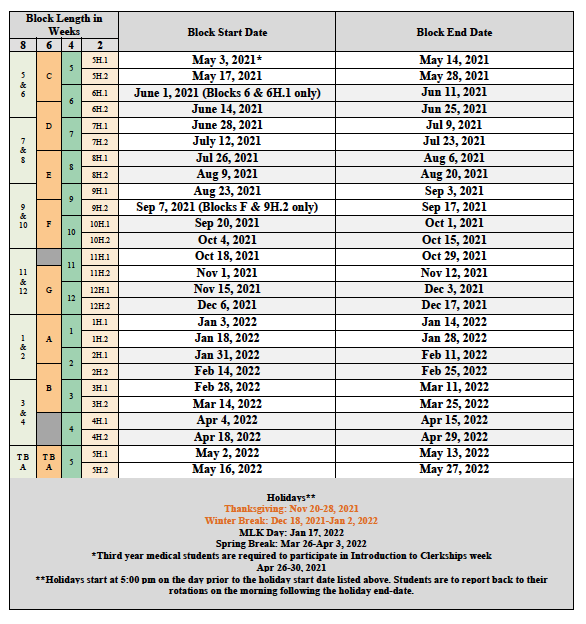 Block Length in Weeks Block Start Date Block End Date
8 6 4 2
5 & 6 C 5 5H.1 May 3, 2021* May 14, 2021
5H.2 May 17, 2021 May 28, 2021
6 6H.1 June 1, 2021 (Blocks 6 & 6H.1 only) Jun 11, 2021
D 6H.2 June 14, 2021 Jun 25, 2021
7 & 8 7 7H.1 June 28, 2021 Jul 9, 2021
7H.2 July 12, 2021 Jul 23, 2021
E 8 8H.1 Jul 26, 2021 Aug 6, 2021
8H.2 Aug 9, 2021 Aug 20, 2021
9 & 10 9 9H.1 Aug 23, 2021 Sep 3, 2021
F 9H.2 Sep 7, 2021 (Blocks F & 9H.2 only) Sep 17, 2021
10 10H.1 Sep 20, 2021 Oct 1, 2021
10H.2 Oct 4, 2021 Oct 15, 2021
11 & 12 11 11H.1 Oct 18, 2021 Oct 29, 2021
G 11H.2 Nov 1, 2021 Nov 12, 2021
12 12H.1 Nov 15, 2021 Dec 3, 2021
12H.2 Dec 6, 2021 Dec 17, 2021
1 & 2 A 1 1H.1 Jan 3, 2022 Jan 14, 2022
1H.2 Jan 18, 2022 Jan 28, 2022
2 2H.1 Jan 31, 2022 Feb 11, 2022
B 2H.2 Feb 14, 2022 Feb 25, 2022
3 & 4 3 3H.1 Feb 28, 2022 Mar 11, 2022
3H.2 Mar 14, 2022 Mar 25, 2022
4 4H.1 Apr 4, 2022 Apr 15, 2022
4H.2 Apr 18, 2022 Apr 29, 2022
TBA TBA 5 5H.1 May 2, 2022 May 13, 2022
5H.2 May 16, 2022 May 27, 2022
Holidays**
Thanksgiving: Nov 20-28, 2021
Winter Break: Dec 18, 2021-Jan 2, 2022
MLK Day: Jan 17, 2022
Spring Break: Mar 26-Apr 3, 2022
*Third year medical students are required to participate in Introduction to Clerkships week
Apr 26-30, 2021
**Holidays start at 5:00 pm on the day prior to the holiday start date listed above. Students are to report back to their
rotations on the morning following the holiday end-date.